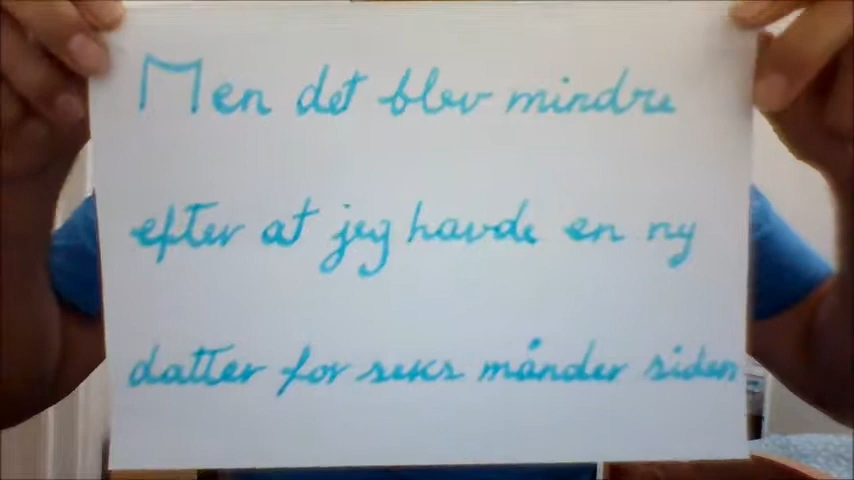 Men det blev mindre
efter at jeg havde en ny
datter for seks månder siden